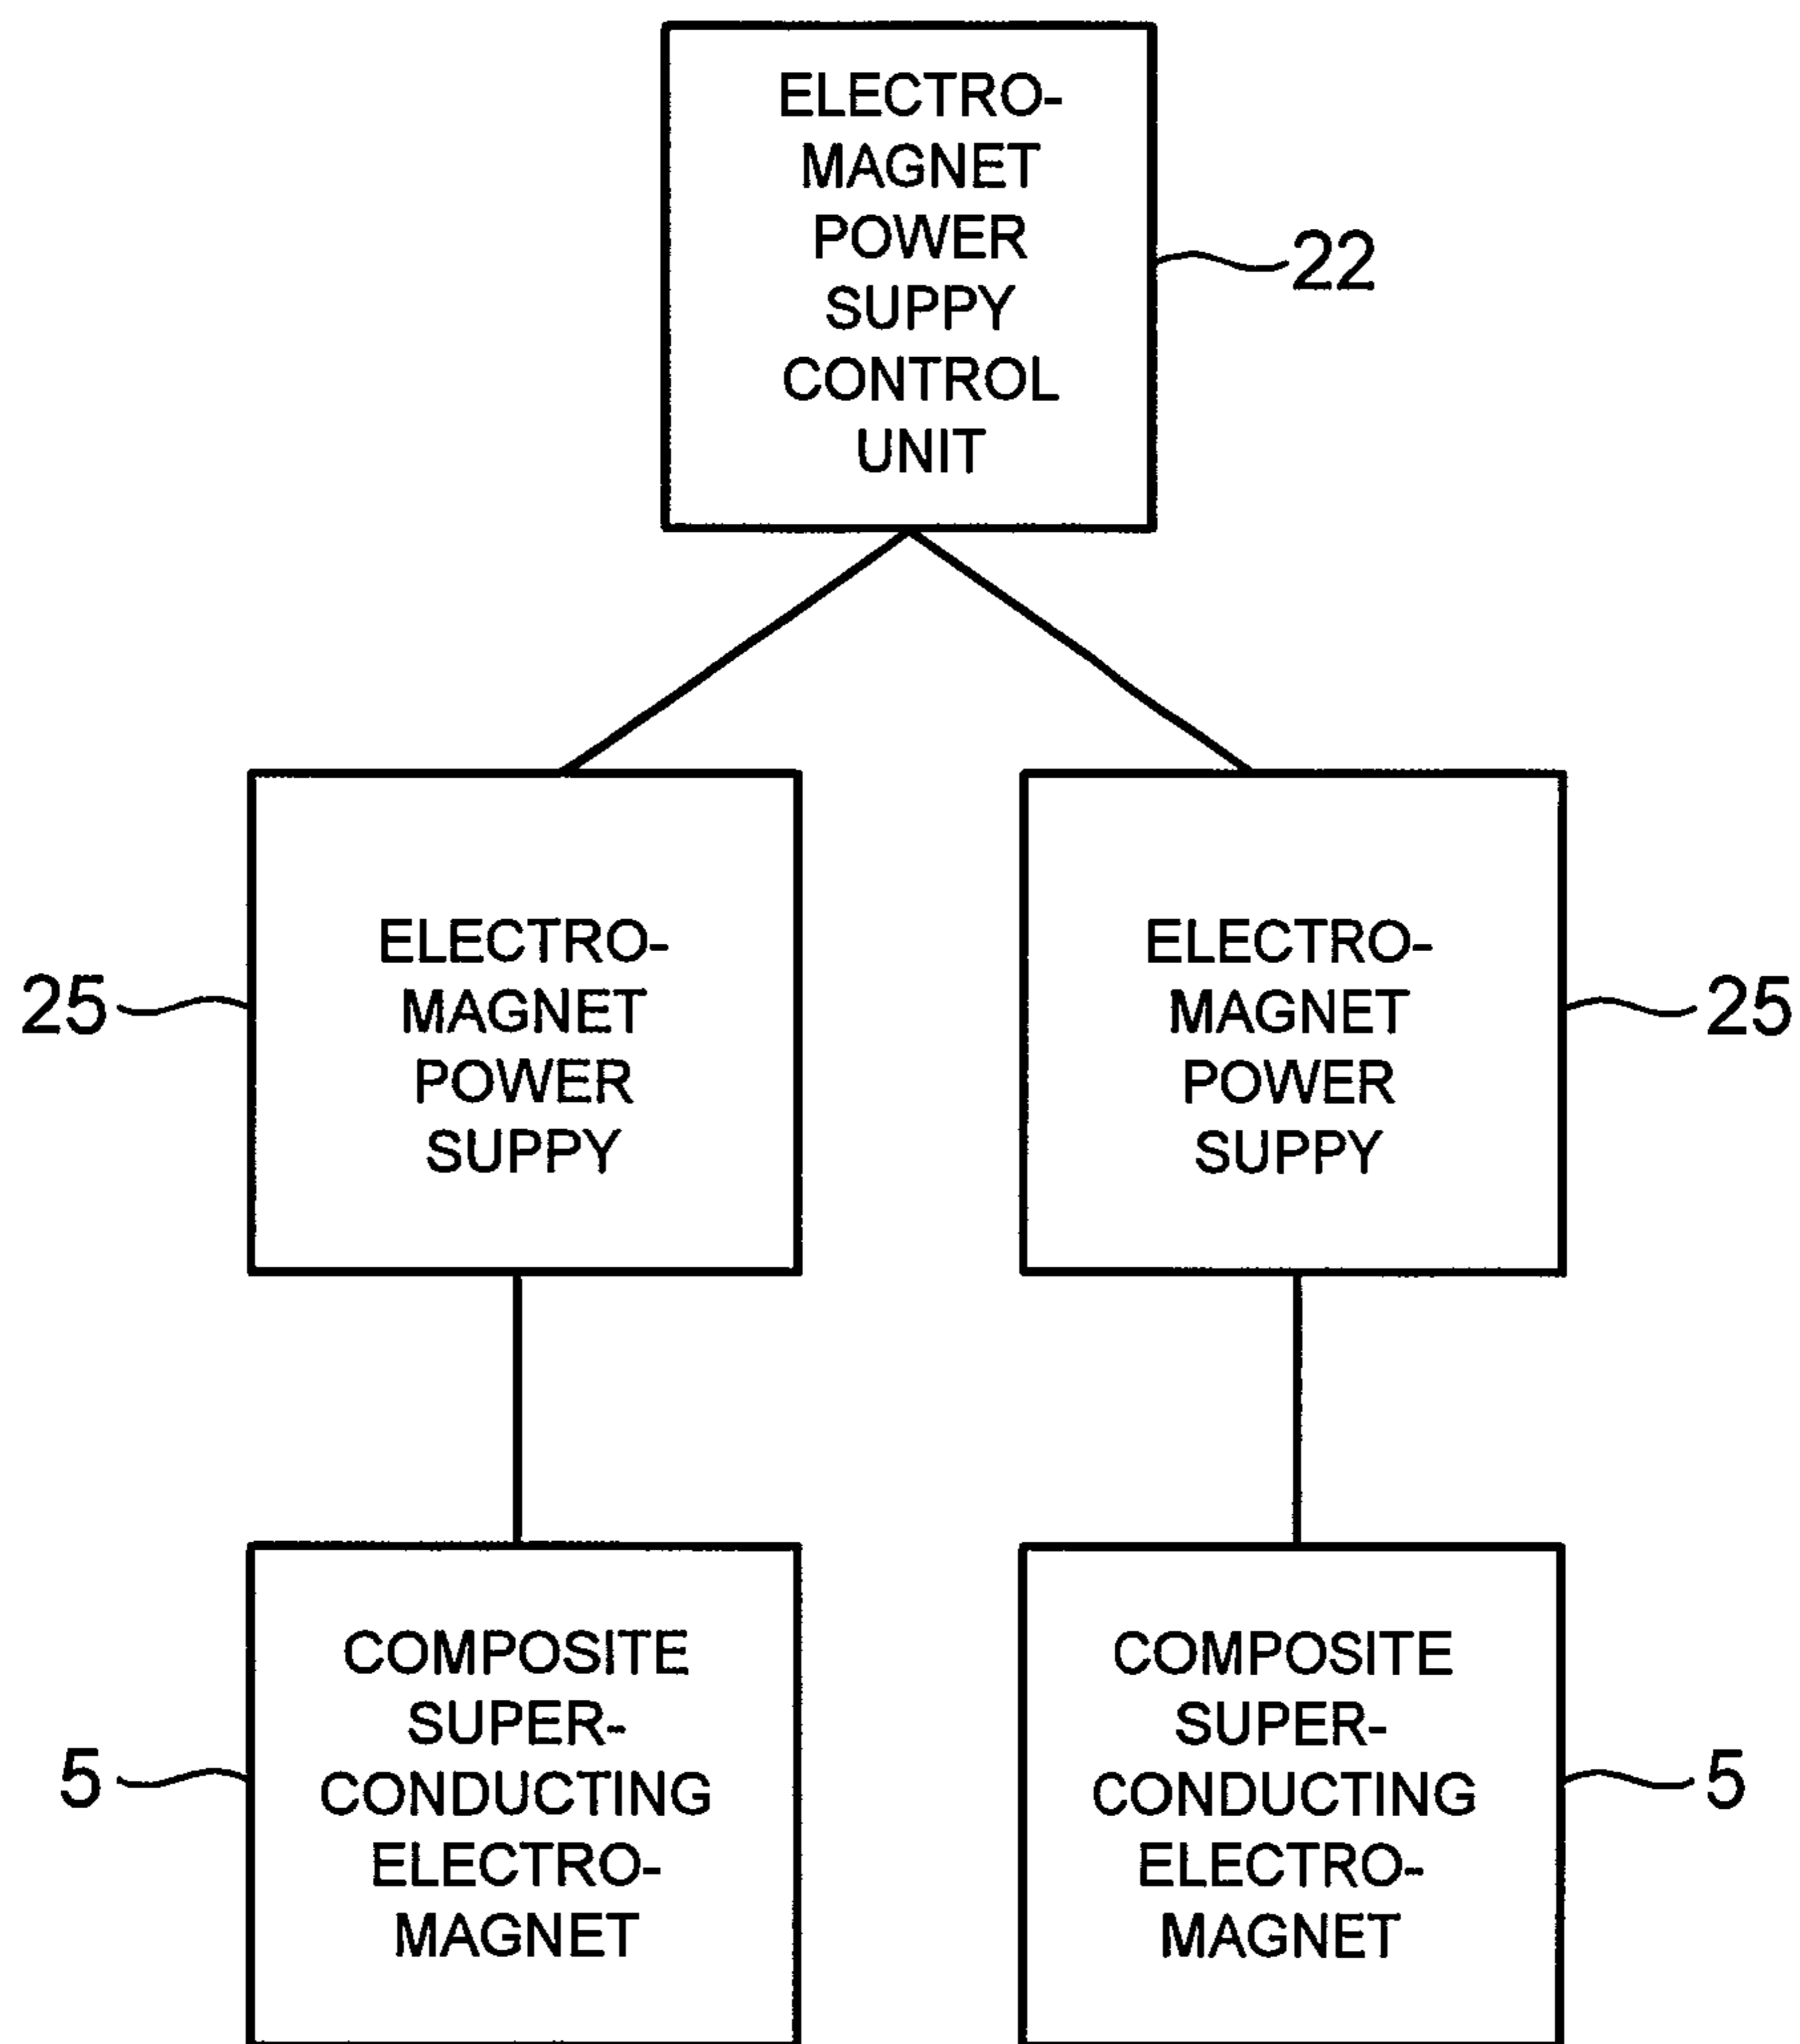 ELECTRO-
MAGNET
POWER
SUPPY
CONTROL
UNIT
22
25
ELECTRO-
MAGNET
POWER
SUPPY
ELECTRO-
MAGNET
POWER
SUPPY
25
5
COMPOSITE
SUPER-
CONDUCTING
ELECTRO-
MAGNET
COMPOSITE
SUPER-
CONDUCTING
ELECTRO-
MAGNET
5